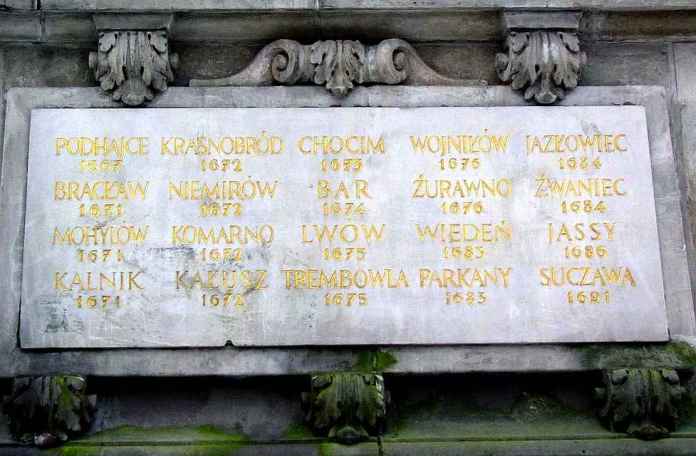 PODHAJCE KRASNOBRÓD CHOCIM WOJNIŁÓW JAZŁOWIEC
1667 1672 1673 1676 1684
BRACŁAW NIEMIRÓW BAR ŻURAWNO ŻWANIEC
1671 1672 1674 1676 1684
MOHYLÓW KOMARNO LWOW WIEDEŃ JASSY
1671 1672 1675 1683 1686
KALNIK KAŁUSZ TREMBOWLA PARKANY SUCZAWA
1671 1672 1675 1683 1691